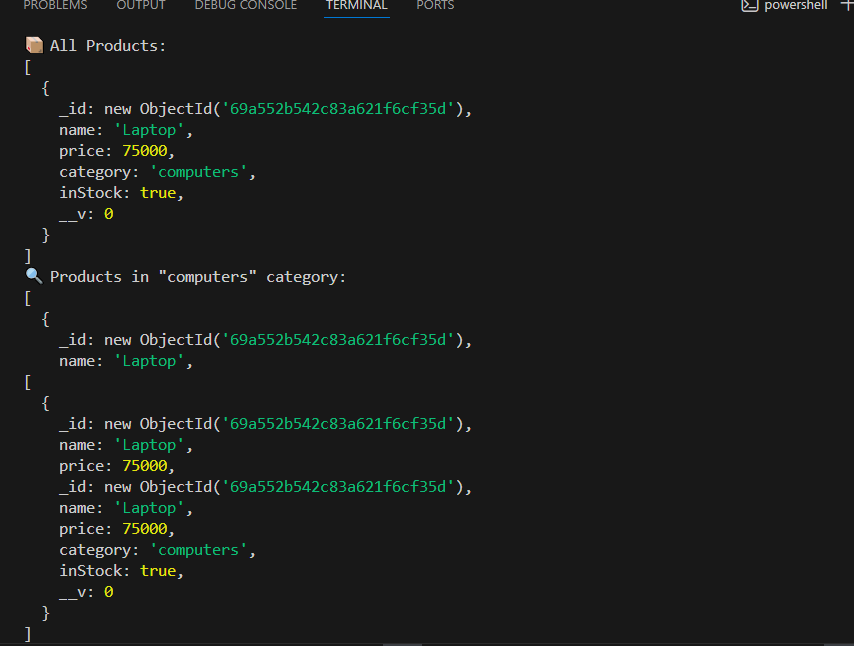 PROBLEMS OUTPUT DEBUG CONSOLE TERMINAL PORTS powershell
All Products:
[
  {
    _id: new ObjectId('69a552b542c83a621f6cf35d'),
    name: 'Laptop',
    price: 75000,
    category: 'computers',
    inStock: true,
    __v: 0
  }
]
Products in "computers" category:
[
  {
    _id: new ObjectId('69a552b542c83a621f6cf35d'),
    name: 'Laptop',
[
  {
    _id: new ObjectId('69a552b542c83a621f6cf35d'),
    name: 'Laptop',
    price: 75000,
    _id: new ObjectId('69a552b542c83a621f6cf35d'),
    name: 'Laptop',
    price: 75000,
    category: 'computers',
    inStock: true,
    __v: 0
  }
]